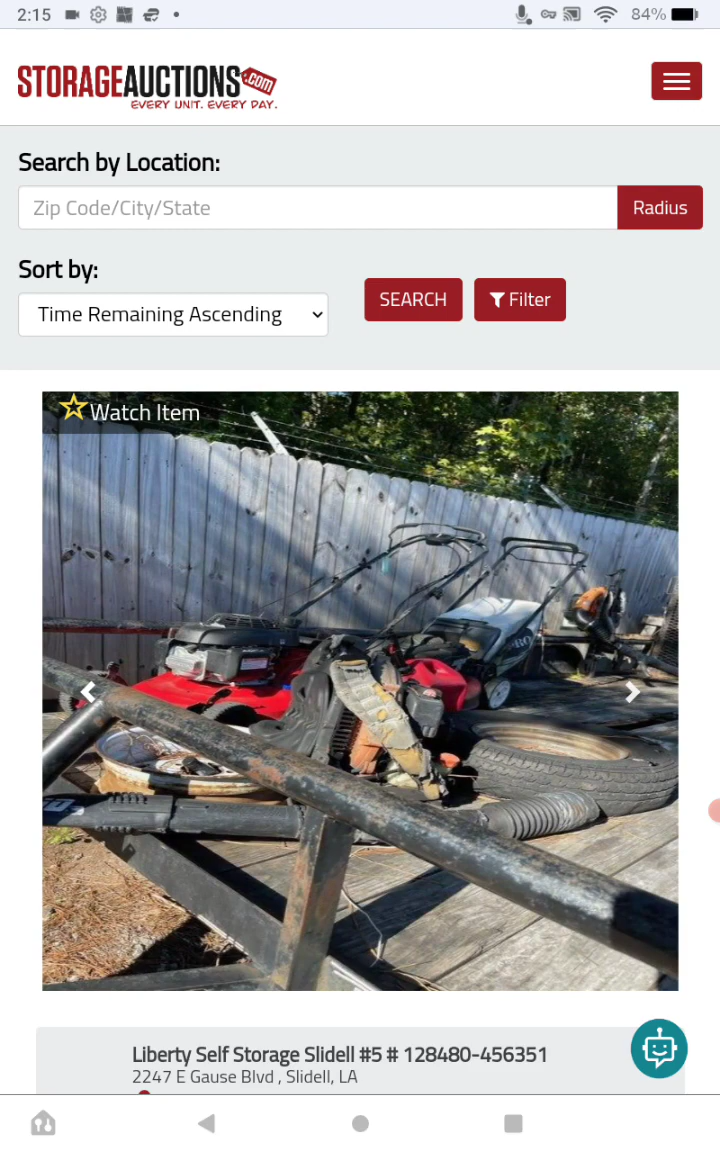 2:15
84%
STORAGEAUCTIONS.com
EVERY UNIT. EVERY DAY.
Search by Location:
Zip Code/City/State
Radius
Sort by:
Time Remaining Ascending
SEARCH
Filter
Watch Item
Liberty Self Storage Slidell #5 # 128480-456351
2247 E Gause Blvd , Slidell, LA